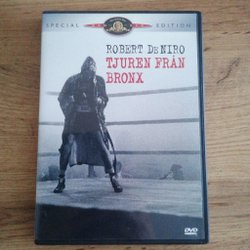 SPECIAL EDITION
ROBERT DE NIRO
TJUREN FRÅN
BRONX
DVD